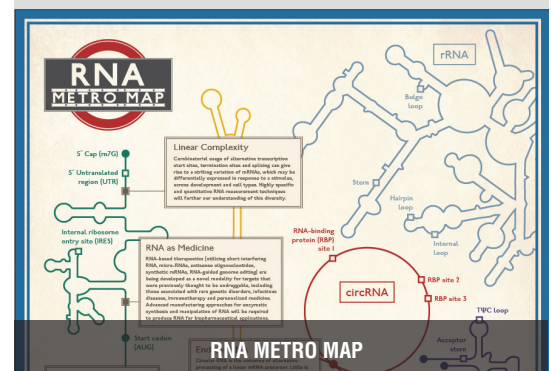 RNA
METRO MAP
rRNA
Bulge
loop
Stem
Hairpin
loop
Internal
Loop
5' Cap (m7G)
5' Untranslated
region (UTR)
Internal ribosome
entry site (IRES)
Start codon
(AUG)
Linear Complexity
Combinatorial usage of alternative transcription
start sites, termination sites and splicing can give
rise to a striking variation of mRNAs, which may be
differentially expressed in response to a stimulus,
across development and cell types. Highly specific
and quantitative RNA measurement techniques
will further our understanding of this diversity.
RNA as Medicine
RNA-based therapeutics (utilizing short interfering
RNA, micro-RNAs, antisense oligonucleotides,
synthetic mRNAs, RNA-guided genome editing) are
being developed as a novel modality for targets that
were previously thought to be undruggable, including
those associated with rare genetic disorders, infectious
diseases, immunotherapy and personalized medicine.
Advanced manufacturing approaches for enzymatic
synthesis and manipulation of RNA will be required
to produce RNA for biopharmaceutical applications.
RNA-binding
protein (RBP)
site 1
circRNA
RBP site 2
RBP site 3
TΨC loop
Acceptor
stem
RNA METRO MAP